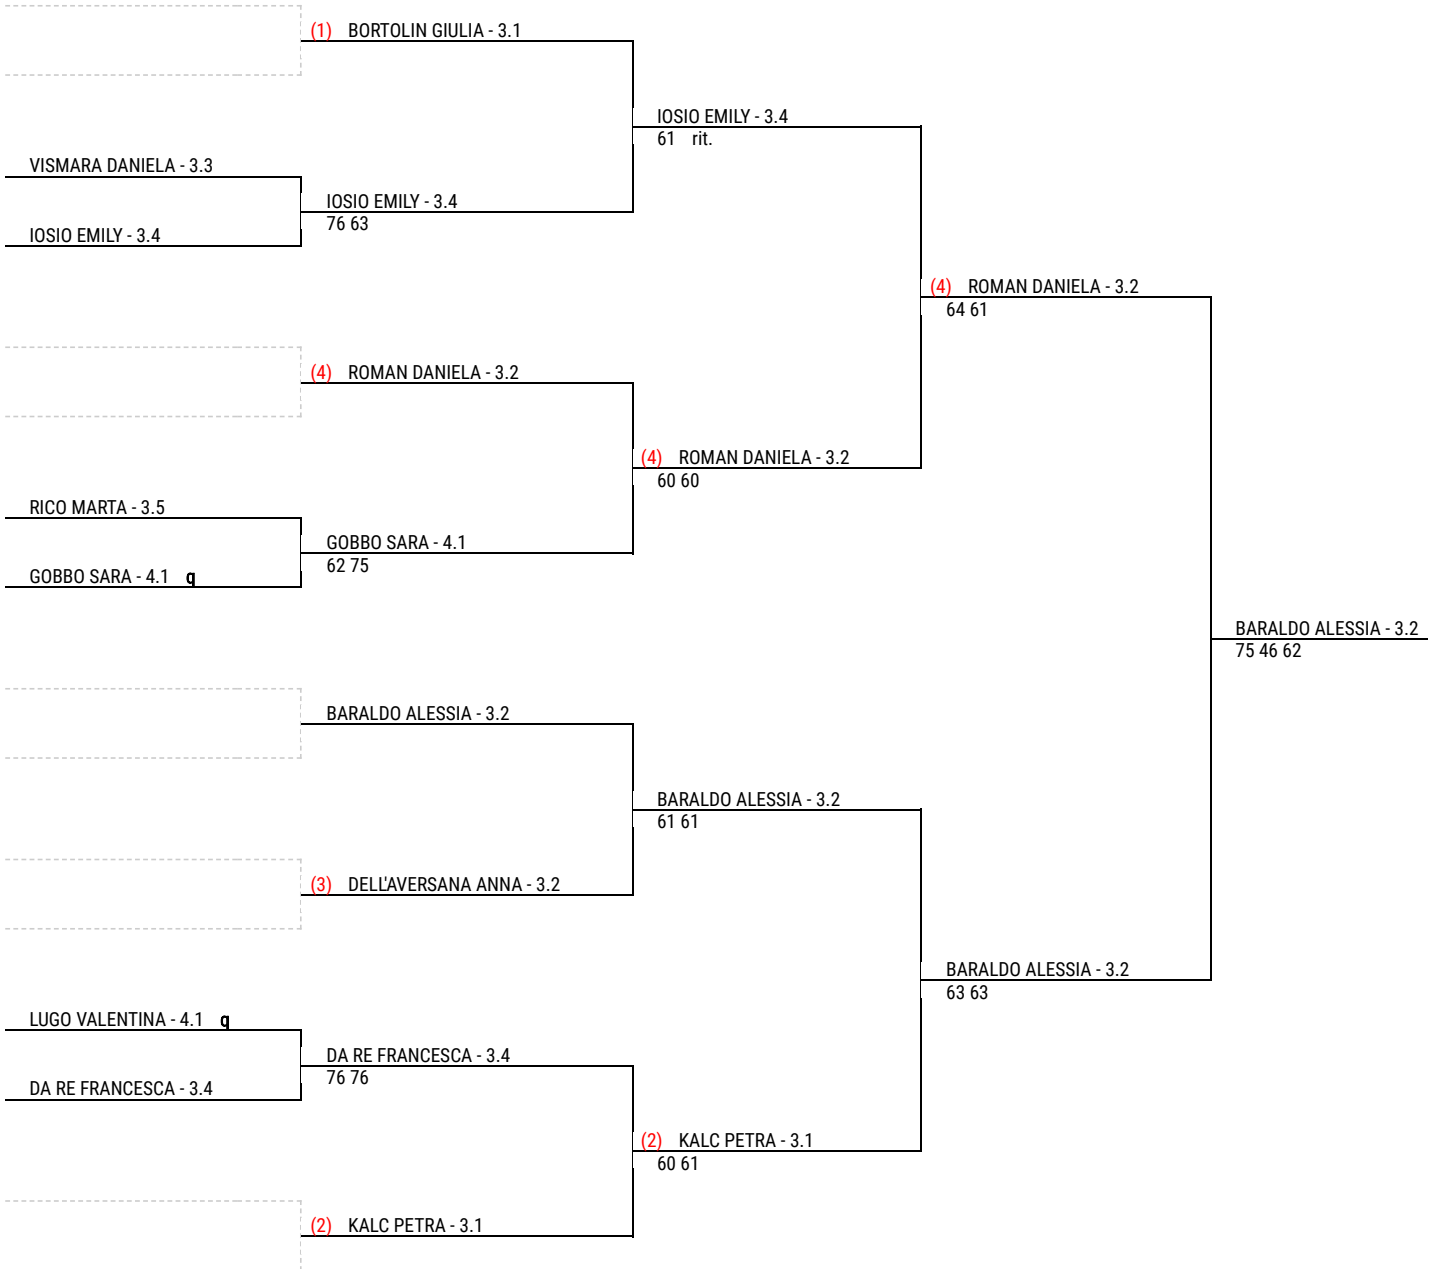 (1) BORTOLIN GIULIA - 3.1
IOSIO EMILY - 3.4
61 rit.
VISMARA DANIELA - 3.3
IOSIO EMILY - 3.4
76 63
IOSIO EMILY - 3.4
(4) ROMAN DANIELA - 3.2
64 61
(4) ROMAN DANIELA - 3.2
(4) ROMAN DANIELA - 3.2
60 60
RICO MARTA - 3.5
GOBBO SARA - 4.1
62 75
GOBBO SARA - 4.1 q
BARALDO ALESSIA - 3.2
75 46 62
BARALDO ALESSIA - 3.2
BARALDO ALESSIA - 3.2
61 61
(3) DELL'AVERSANA ANNA - 3.2
BARALDO ALESSIA - 3.2
63 63
LUGO VALENTINA - 4.1 q
DA RE FRANCESCA - 3.4
76 76
DA RE FRANCESCA - 3.4
(2) KALC PETRA - 3.1
60 61
(2) KALC PETRA - 3.1